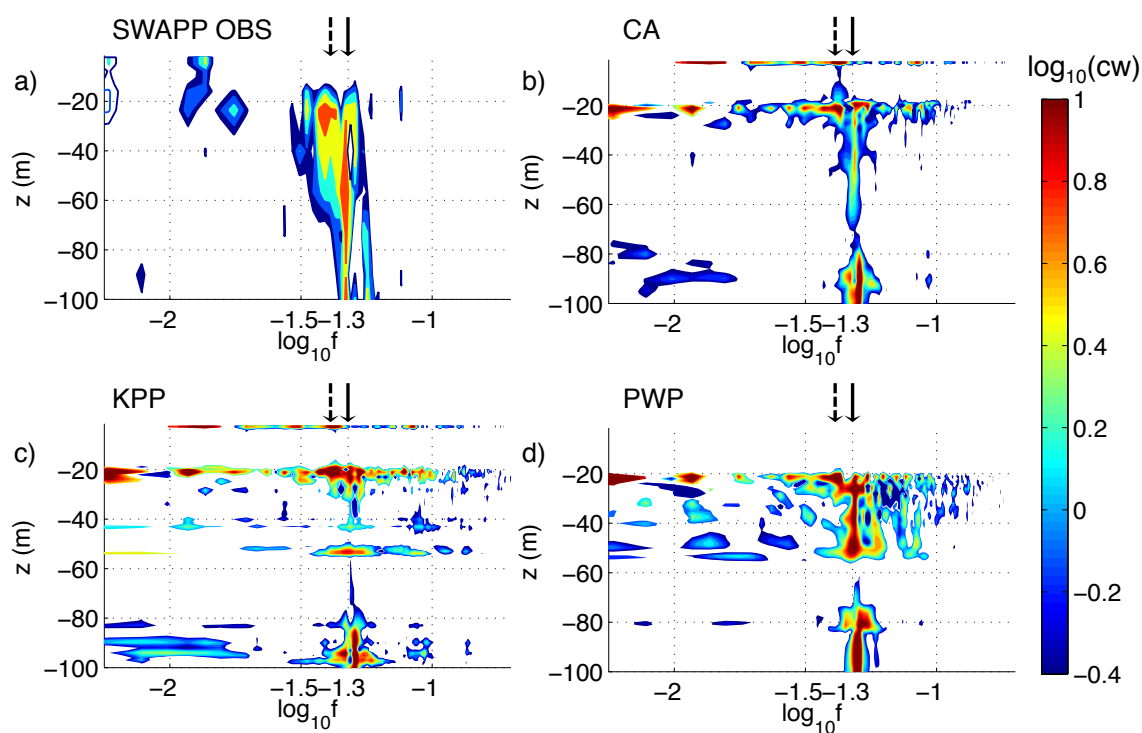 SWAPP OBS
a)
z (m)
−20
−40
−60
−80
−100
−2
−1.5
−1.3
−1
log10f
CA
b)
z (m)
−20
−40
−60
−80
−100
−2
−1.5
−1.3
−1
log10f
log10(cw)
1
0.8
0.6
0.4
0.2
0
−0.2
−0.4
KPP
c)
z (m)
−20
−40
−60
−80
−100
−2
−1.5
−1.3
−1
log10f
PWP
d)
z (m)
−20
−40
−60
−80
−100
−2
−1.5
−1.3
−1
log10f